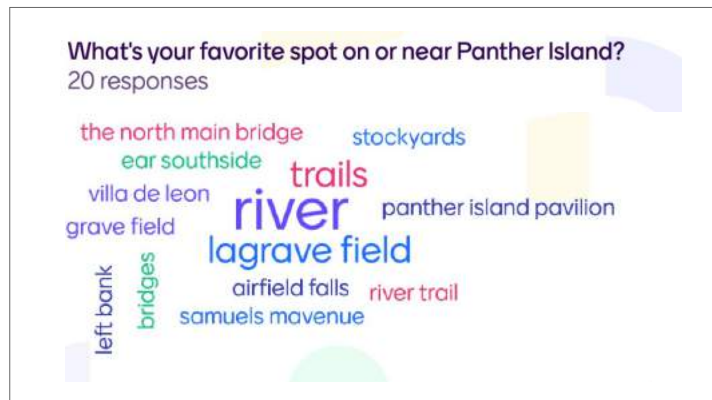 What's your favorite spot on or near Panther Island?
20 responses
the north main bridge
stockyards
ear southside
trails
villa de leon
river
panther island pavilion
grave field
lagrave field
left bank
bridges
airfield falls
river trail
samuels mavenue